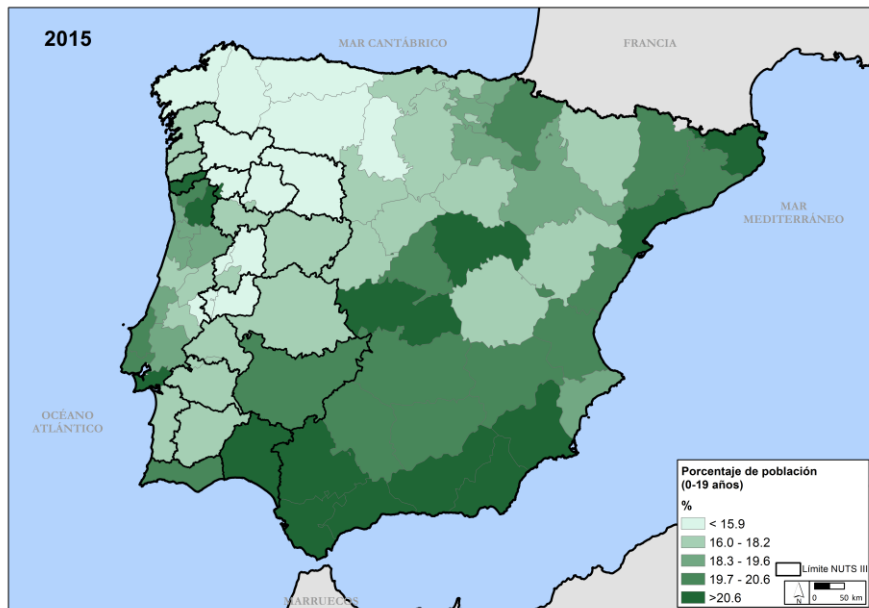 2015
MAR CANTÁBRICO
FRANCIA
MAR
MEDITERRÁNEO
OCÉANO
ATLÁNTICO
MARRUECOS
Porcentaje de población
(0-19 años)
%
< 15.9
16.0 - 18.2
18.3 - 19.6
19.7 - 20.6
>20.6
Límite NUTS III
N
0 50 km